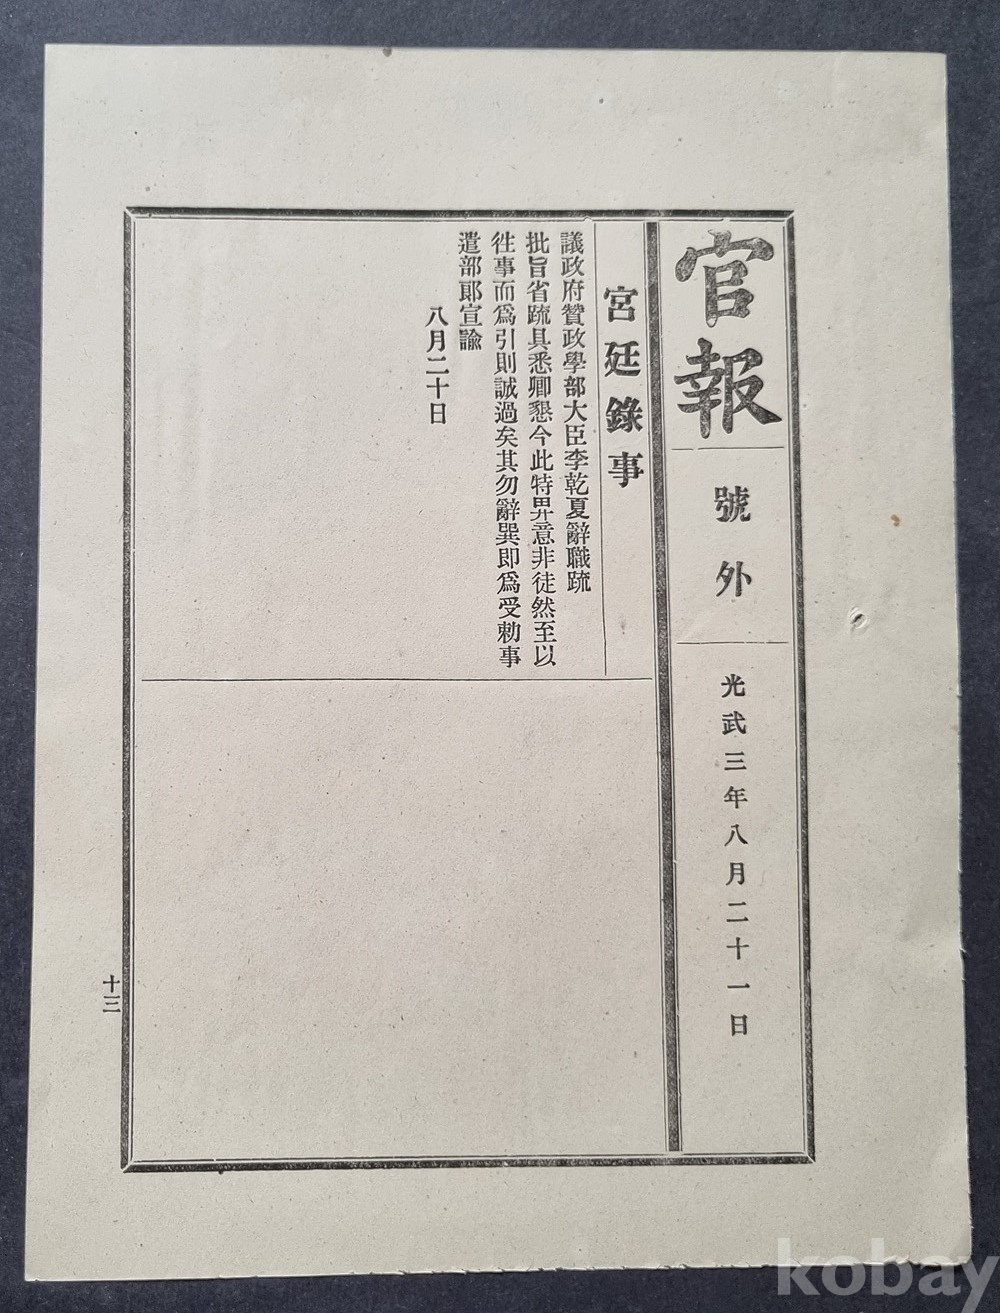 官報
號外
光武三年八月二十一日
宮廷錄事
議政府贊政學部大臣李乾夏辭職疏
批旨省疏具悉卿懇今此特畀意非徒然至以
徃事而爲引則誠過矣其勿辭巽即爲受勅事
遣部郞宣諭
八月二十日
十三
kobay